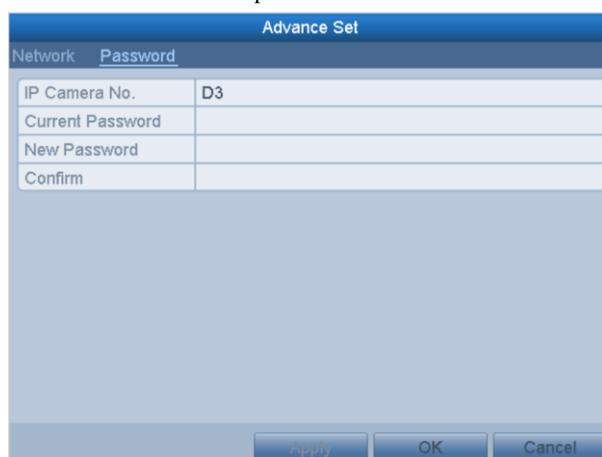 Advance Set
Network Password
IP Camera No. D3
Current Password
New Password
Confirm
Apply OK Cancel